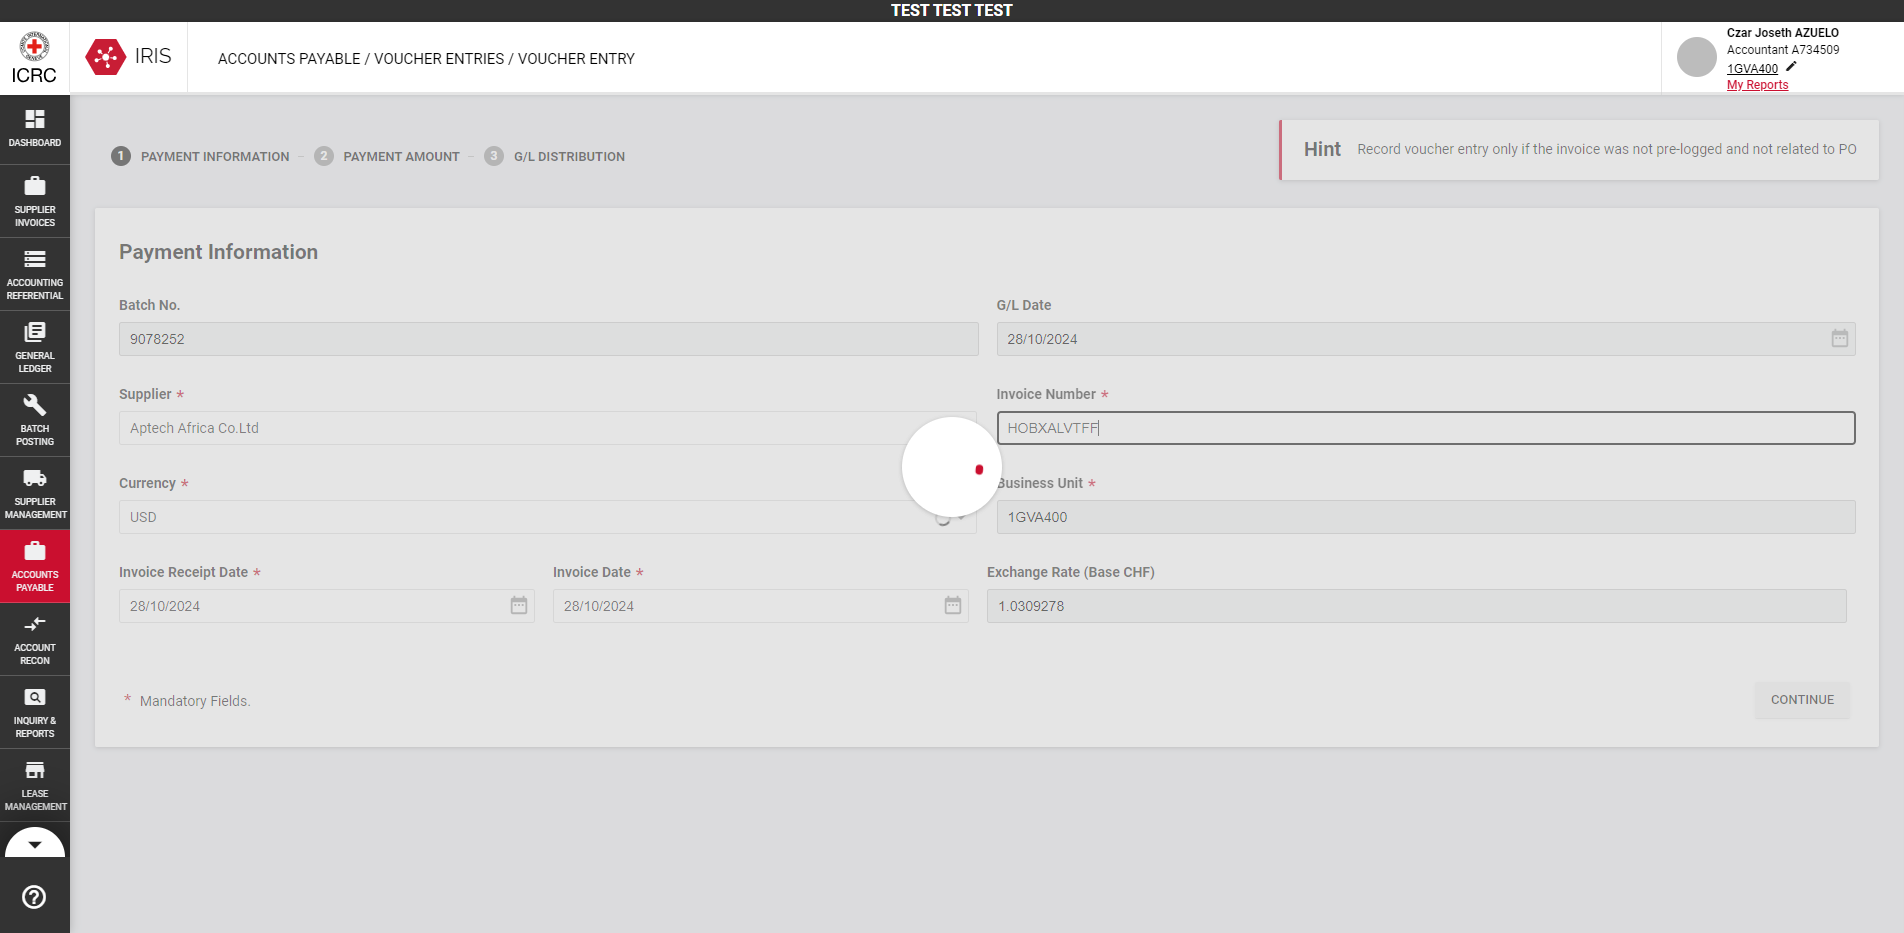 TEST TEST TEST
ICRC
IRIS
ACCOUNTS PAYABLE / VOUCHER ENTRIES / VOUCHER ENTRY
Czar Joseth AZUELO
Accountant A734509
1GVA400
My Reports
DASHBOARD
SUPPLIER
INVOICES
ACCOUNTING
REFERENTIAL
GENERAL
LEDGER
BATCH
POSTING
SUPPLIER
MANAGEMENT
ACCOUNTS
PAYABLE
ACCOUNT
RECON
INQUIRY &
REPORTS
LEASE
MANAGEMENT
1 PAYMENT INFORMATION – 2 PAYMENT AMOUNT – 3 G/L DISTRIBUTION
Hint Record voucher entry only if the invoice was not pre-logged and not related to PO
Payment Information
Batch No.
9078252
G/L Date
28/10/2024
Supplier *
Aptech Africa Co.Ltd
Invoice Number *
HOBXALVTFF
Currency *
USD
Business Unit *
1GVA400
Invoice Receipt Date *
28/10/2024
Invoice Date *
28/10/2024
Exchange Rate (Base CHF)
1.0309278
* Mandatory Fields.
CONTINUE